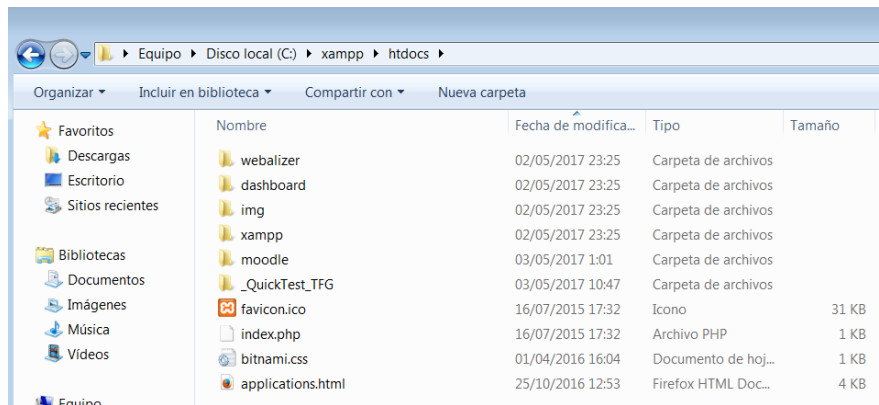 Equipo Disco local (C:) xampp htdocs
Organizar Incluir en biblioteca Compartir con Nueva carpeta
Favoritos
Descargas
Escritorio
Sitios recientes
Bibliotecas
Documentos
Imágenes
Música
Vídeos
Equipo
Nombre Fecha de modifica... Tipo Tamaño
webalizer 02/05/2017 23:25 Carpeta de archivos
dashboard 02/05/2017 23:25 Carpeta de archivos
img 02/05/2017 23:25 Carpeta de archivos
xampp 02/05/2017 23:25 Carpeta de archivos
moodle 03/05/2017 1:01 Carpeta de archivos
_QuickTest_TFG 03/05/2017 10:47 Carpeta de archivos
favicon.ico 16/07/2015 17:32 Icono 31 KB
index.php 16/07/2015 17:32 Archivo PHP 1 KB
bitnami.css 01/04/2016 16:04 Documento de hoj... 1 KB
applications.html 25/10/2016 12:53 Firefox HTML Doc... 4 KB